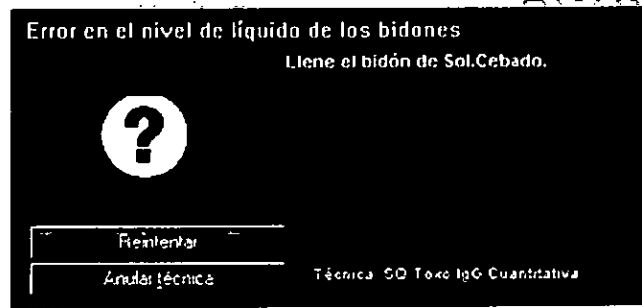 Error en el nivel de líquido de los bidones
Llene el bidón de Sol.Cebado.
?
Reintentar
Anular técnica
Técnica SQ Toxo IgG Cuantitativa